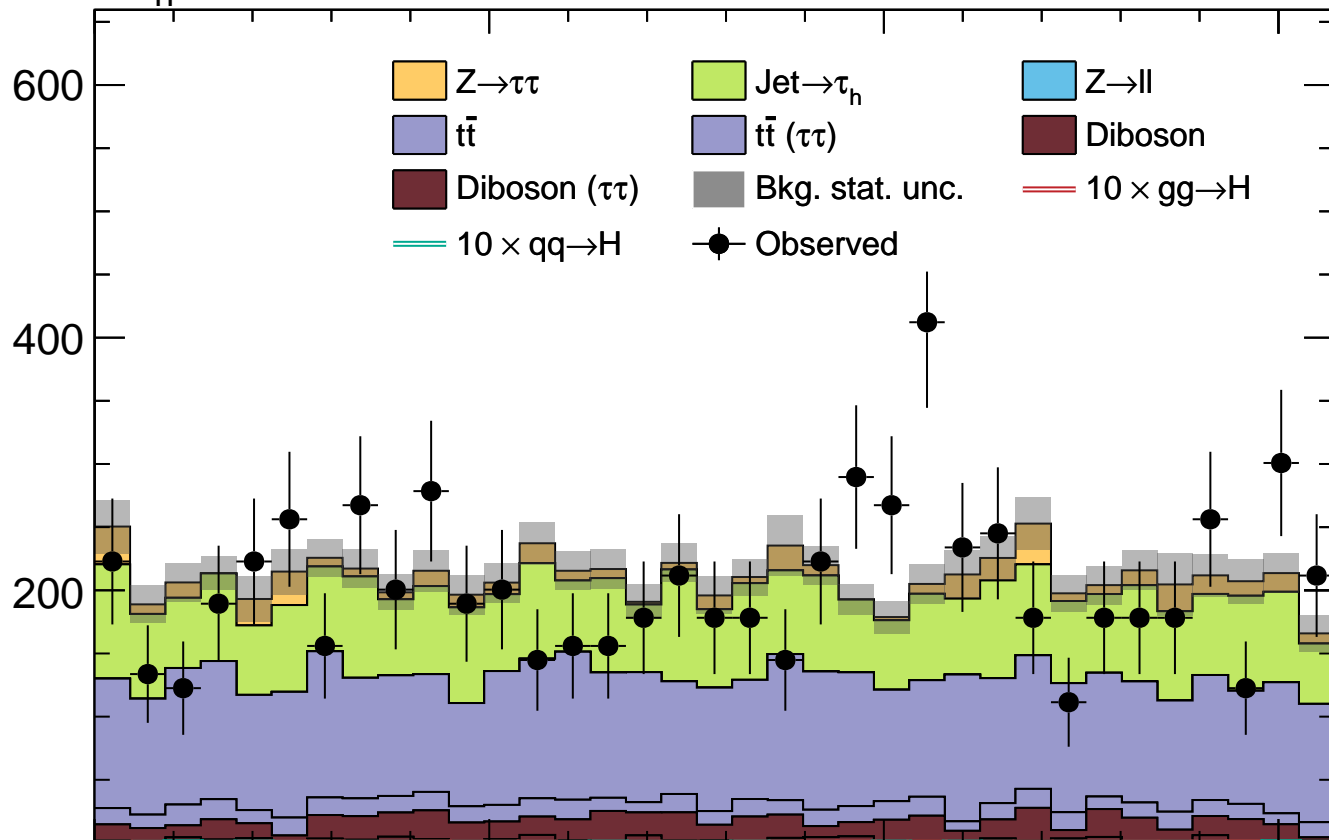 600
Z→ττ Jet→τh Z→ll
tt̄ tt̄ (ττ) Diboson
Diboson (ττ) Bkg. stat. unc. 10 × gg→H
10 × qq→H Observed
400
200